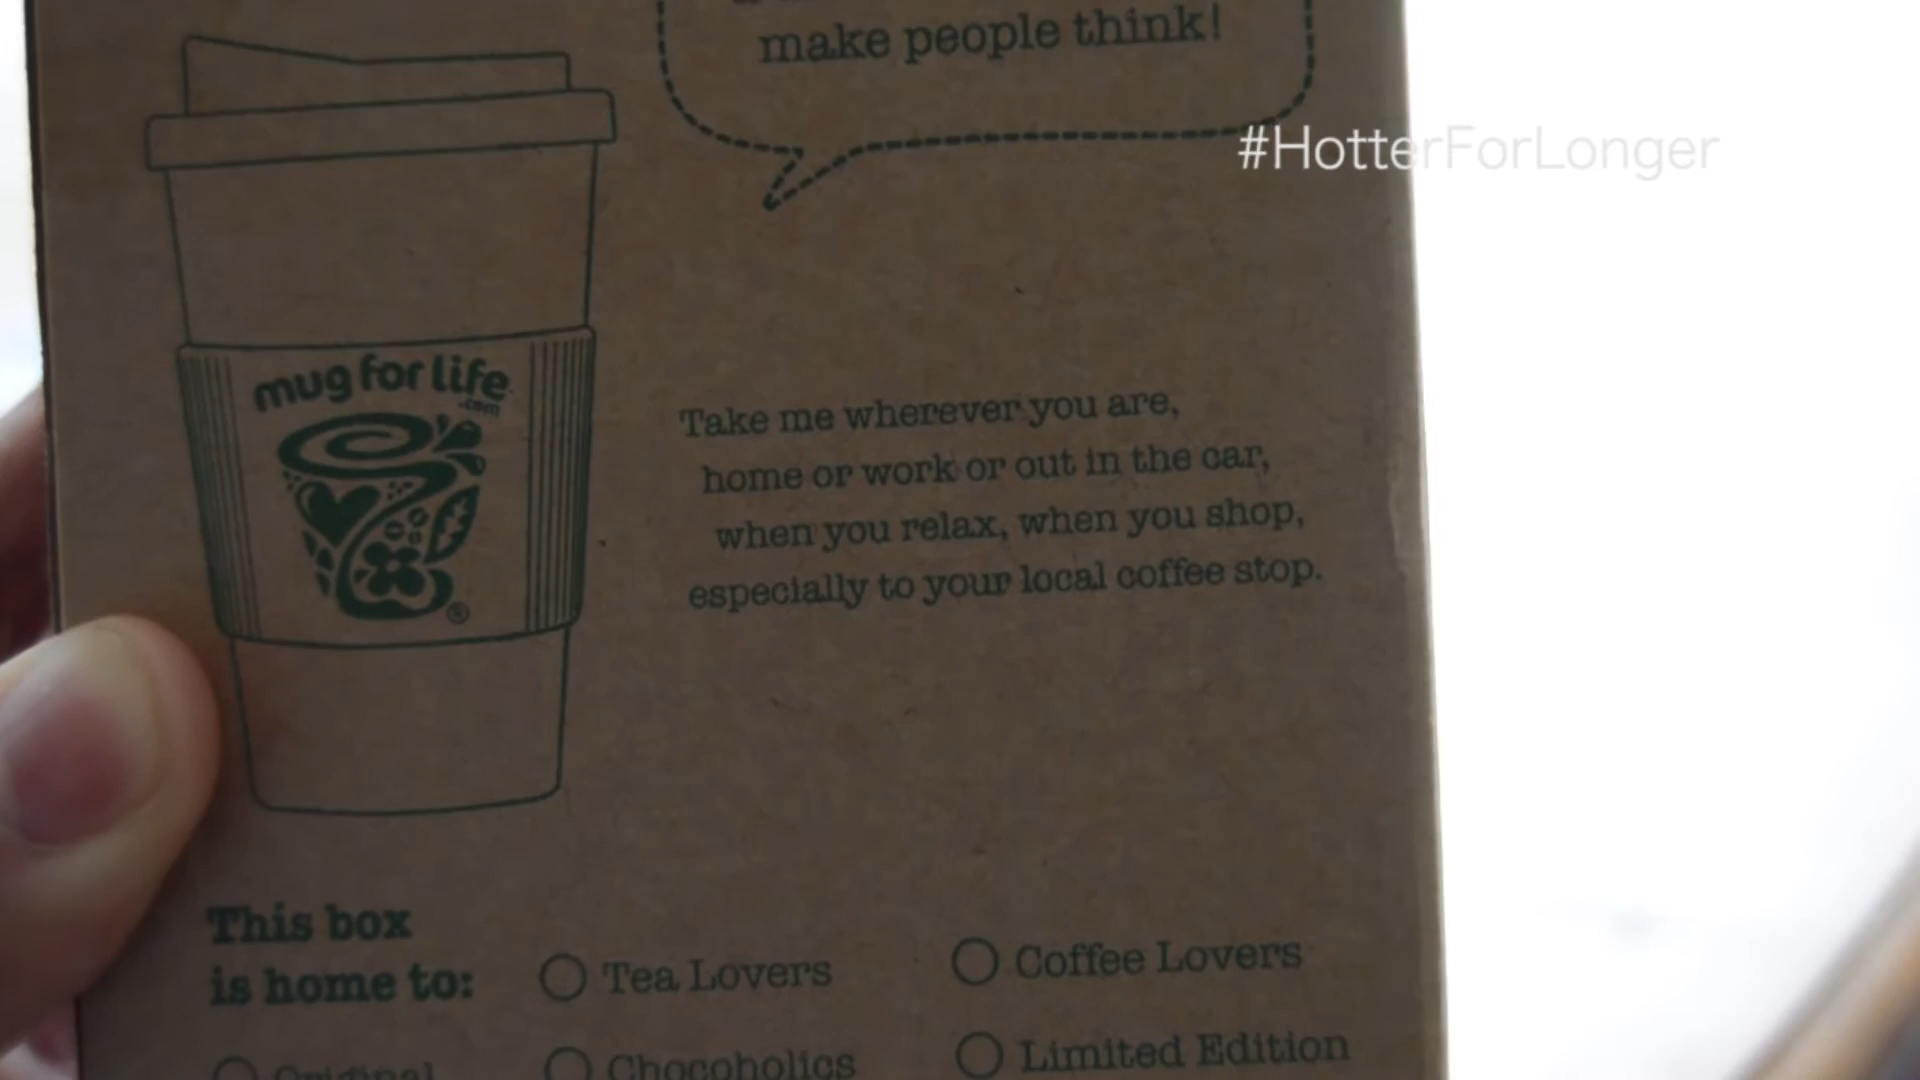 make people think!
#HotterForLonger
mug for life
.com
Take me wherever you are,
home or work or out in the car,
when you relax, when you shop,
especially to your local coffee stop.
®
This box
is home to:
Tea Lovers
Coffee Lovers
Original
Chocoholics
Limited Edition